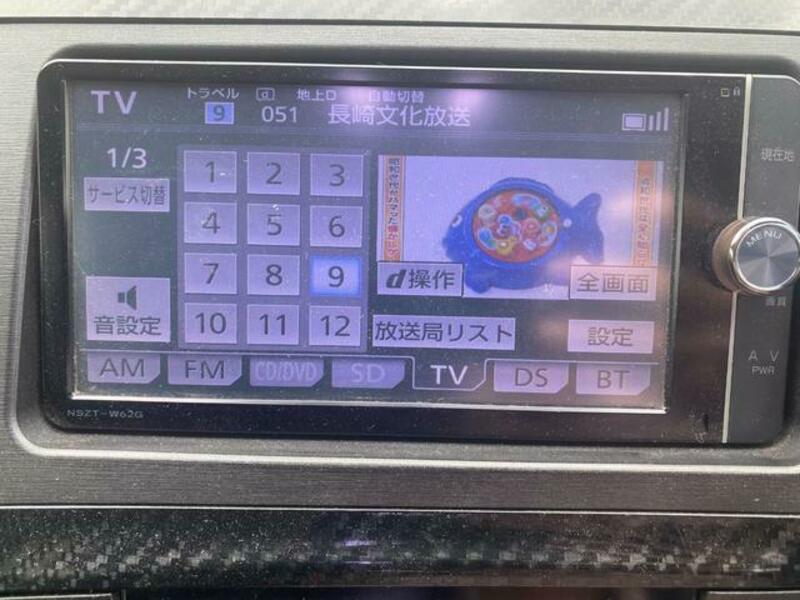 TV トラベル 9 d 地上D 051 自動切替 長崎文化放送
現在地
1/3
サービス切替
1 2 3
4 5 6
7 8 9
10 11 12
MENU
d操作
全画面
音設定
放送局リスト
設定
画質
AM FM CD/DVD SD TV DS BT
A V
PWR
NSZT-W62G